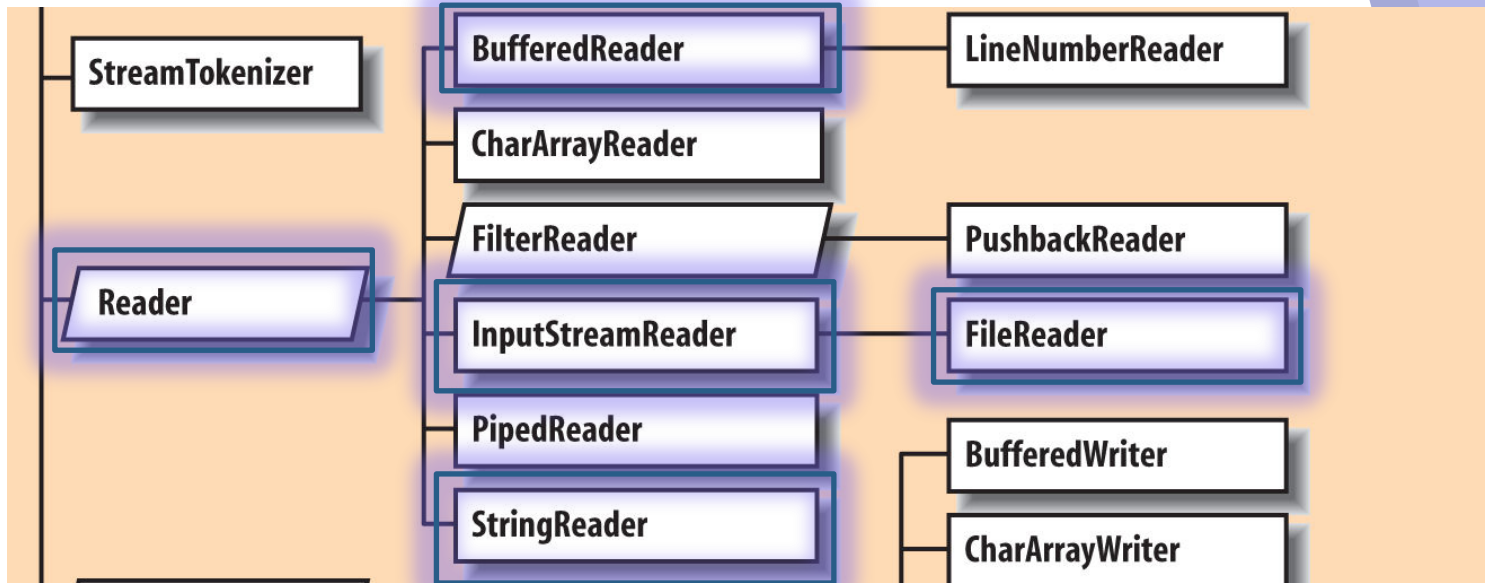 StreamTokenizer
BufferedReader
LineNumberReader
CharArrayReader
FilterReader
PushbackReader
Reader
InputStreamReader
FileReader
PipedReader
BufferedWriter
StringReader
CharArrayWriter